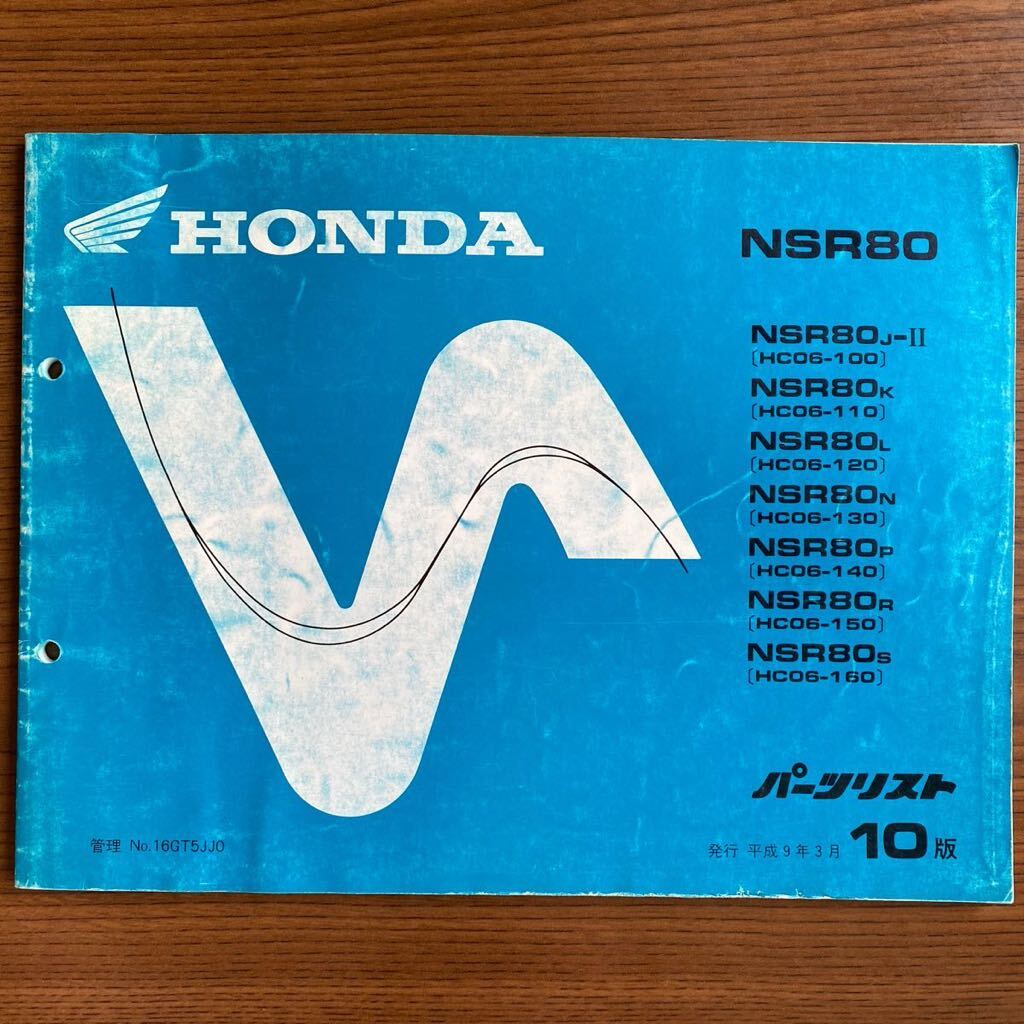 HONDA
NSR80
NSR80J-II
[HC06-100]
NSR80K
[HC06-110]
NSR80L
[HC06-120]
NSR80N
[HC06-130]
NSR80P
[HC06-140]
NSR80R
[HC06-150]
NSR80S
[HC06-160]
パーツリスト
管理 No.16GT5JJ0
発行 平成9年3月 10版